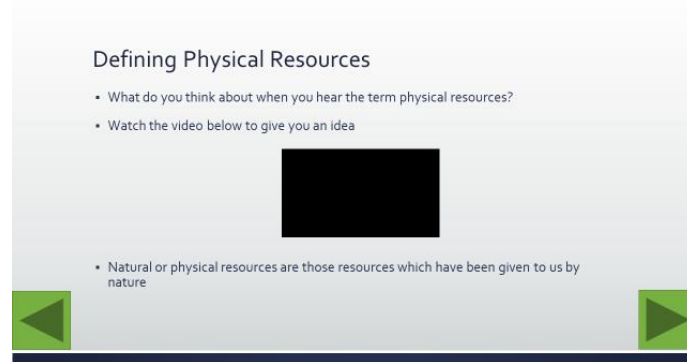 Defining Physical Resources
▪ What do you think about when you hear the term physical resources?
▪ Watch the video below to give you an idea
▪ Natural or physical resources are those resources which have been given to us by
nature